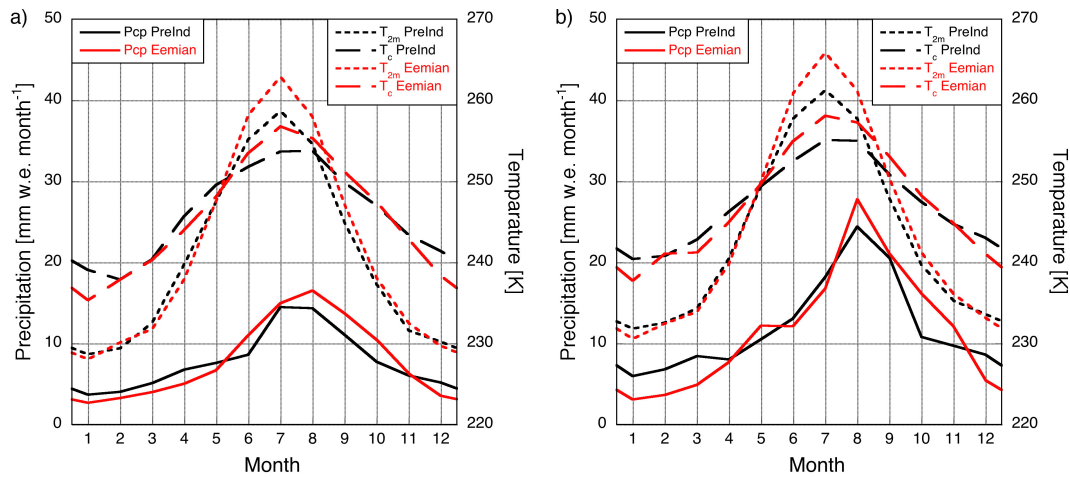 a)
Precipitation [mm w.e. month-1]
50
40
30
20
10
0
Pcp PreInd
Pcp Eemian
T2m PreInd
Tc PreInd
T2m Eemian
Tc Eemian
270
260
250
240
230
220
Temparature [K]
1 2 3 4 5 6 7 8 9 10 11 12
Month
b)
Precipitation [mm w.e. month-1]
50
40
30
20
10
0
Pcp PreInd
Pcp Eemian
T2m PreInd
Tc PreInd
T2m Eemian
Tc Eemian
270
260
250
240
230
220
Temparature [K]
1 2 3 4 5 6 7 8 9 10 11 12
Month